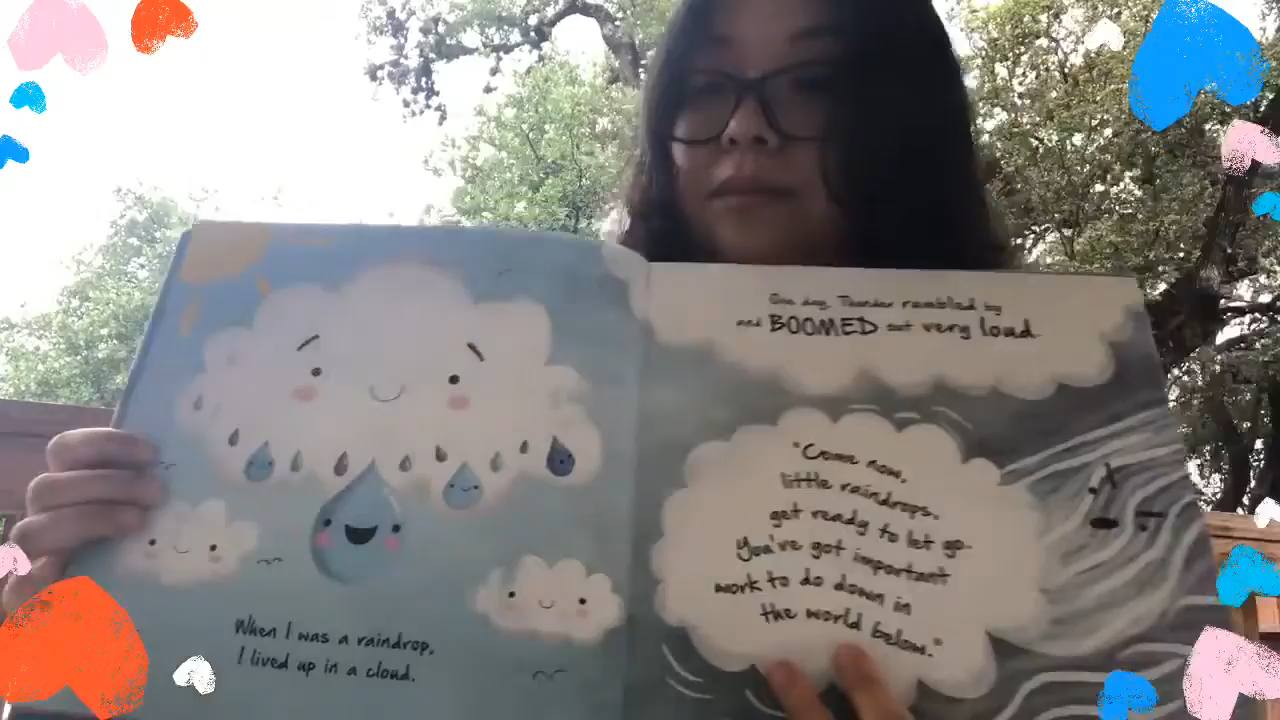 When I was a raindrop,
I lived up in a cloud.
One day, Thunder rumbled by
and BOOMED out very loud.
"Come now,
little raindrops,
get ready to let go.
You've got important
work to do down in
the world below."